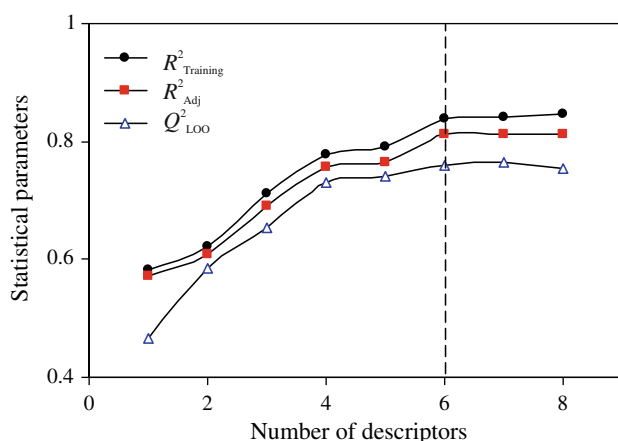 1
R²Training
R²Adj
Q²LOO
0.8
0.6
0.4
Statistical parameters
0 2 4 6 8
Number of descriptors